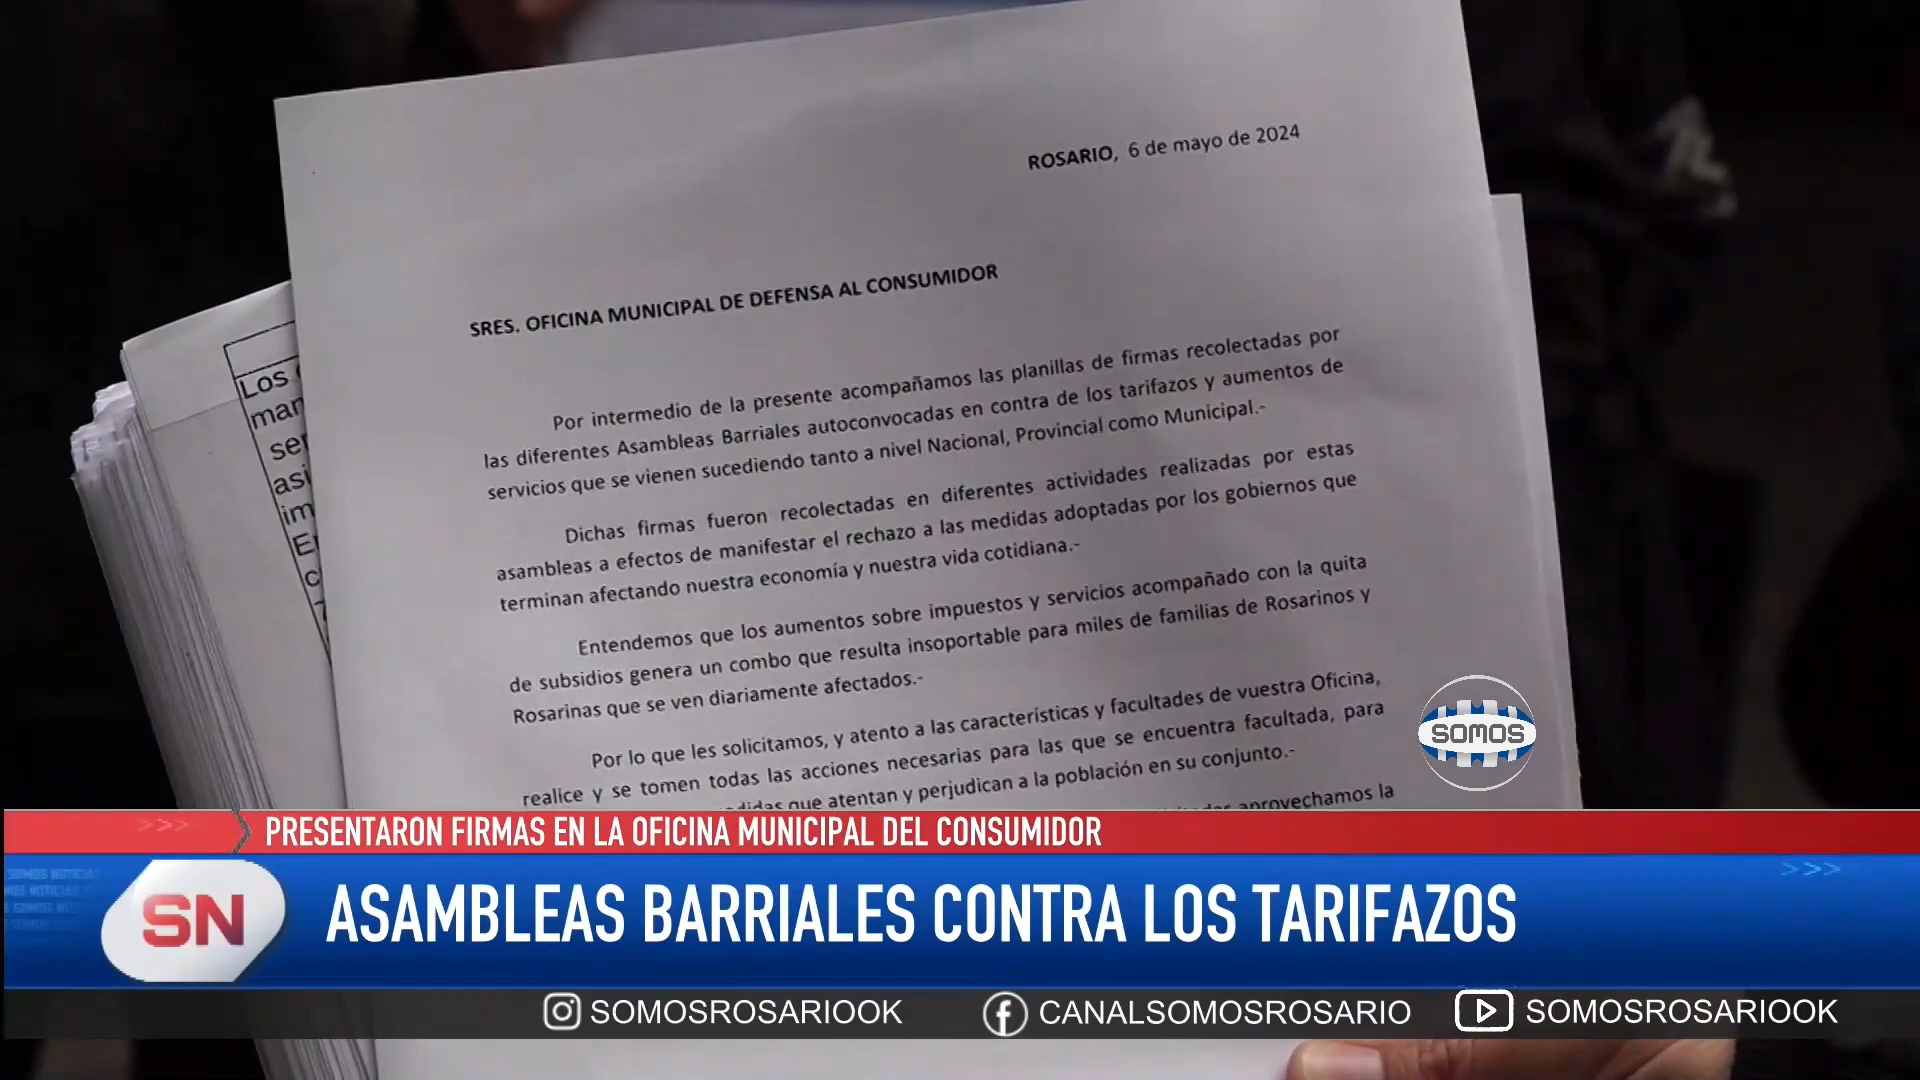 ROSARIO, 6 de mayo de 2024
SRES. OFICINA MUNICIPAL DE DEFENSA AL CONSUMIDOR
Por intermedio de la presente acompañamos las planillas de firmas recolectadas por
las diferentes Asambleas Barriales autoconvocadas en contra de los tarifazos y aumentos de
servicios que se vienen sucediendo tanto a nivel Nacional, Provincial como Municipal.-
Dichas firmas fueron recolectadas en diferentes actividades realizadas por estas
asambleas a efectos de manifestar el rechazo a las medidas adoptadas por los gobiernos que
terminan afectando nuestra economía y nuestra vida cotidiana.-
Entendemos que los aumentos sobre impuestos y servicios acompañado con la quita
de subsidios genera un combo que resulta insoportable para miles de familias de Rosarinos y
Rosarinas que se ven diariamente afectados.-
Por lo que les solicitamos, y atento a las características y facultades de vuestra Oficina,
realice y se tomen todas las acciones necesarias para las que se encuentra facultada, para
que atentan y perjudican a la población en su conjunto.-
aprovechamos la
Los
SOMOS
PRESENTARON FIRMAS EN LA OFICINA MUNICIPAL DEL CONSUMIDOR
SN
ASAMBLEAS BARRIALES CONTRA LOS TARIFAZOS
SOMOSROSARIOOK
CANALSOMOSROSARIO
SOMOSROSARIOOK